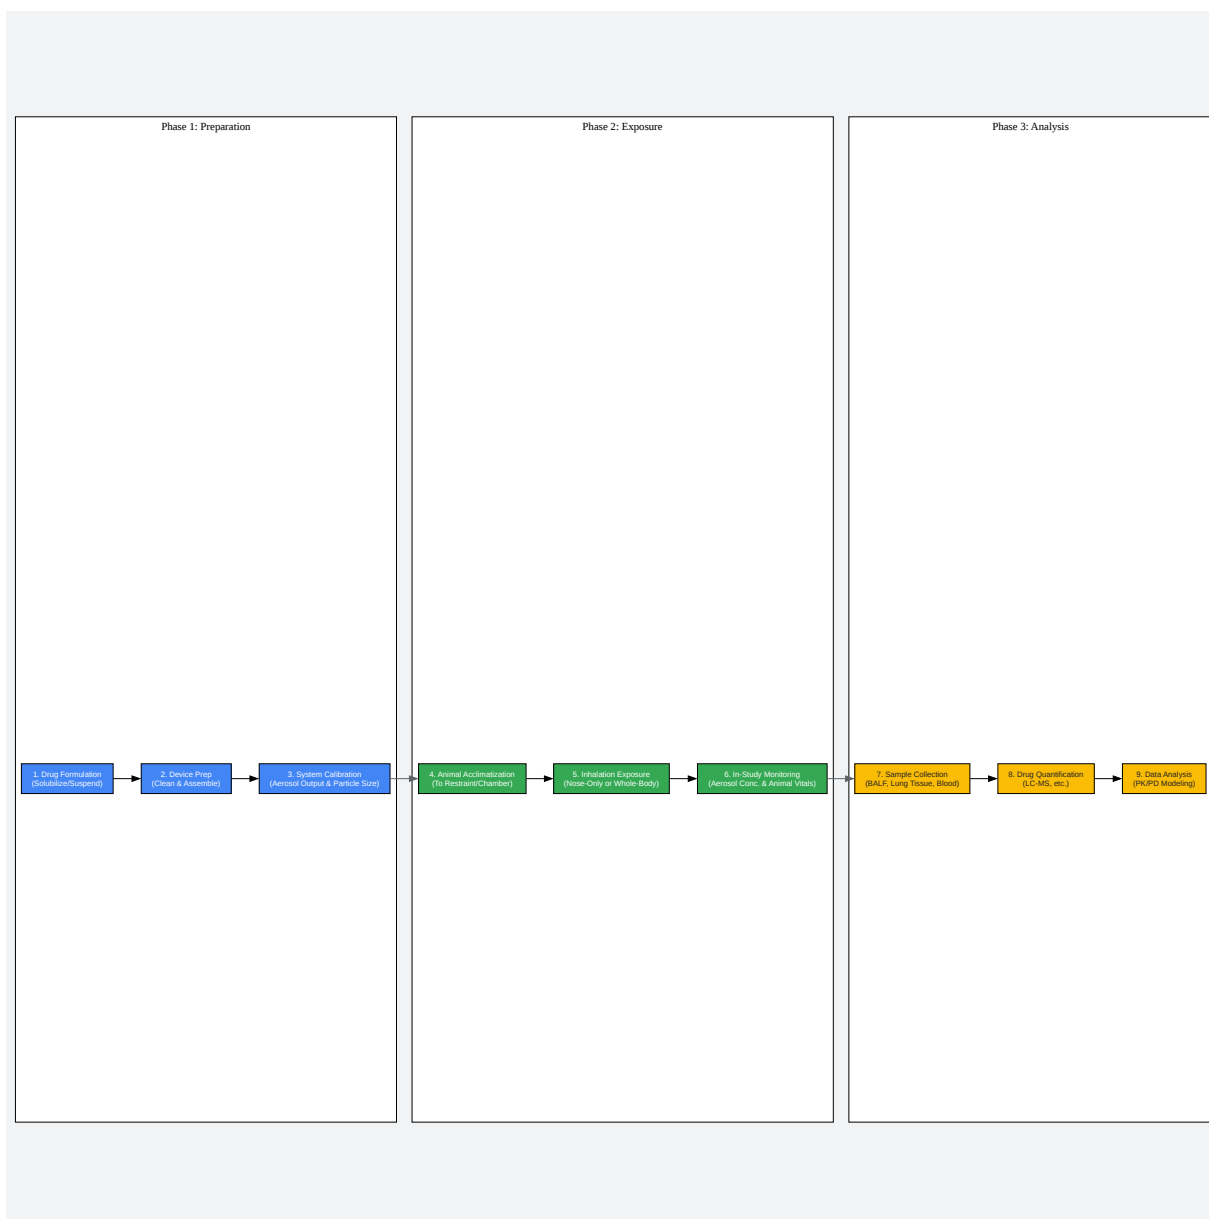 Phase 1: Preparation
Phase 2: Exposure
Phase 3: Analysis
1. Drug Formulation
(Solubilize/Suspend)
2. Device Prep
(Clean & Assemble)
3. System Calibration
(Aerosol Output & Particle Size)
4. Animal Acclimatization
(To Restraint/Chamber)
5. Inhalation Exposure
(Nose-Only or Whole-Body)
6. In-Study Monitoring
(Aerosol Conc. & Animal Vitals)
7. Sample Collection
(BALF, Lung Tissue, Blood)
8. Drug Quantification
(LC-MS, etc.)
9. Data Analysis
(PK/PD Modeling)